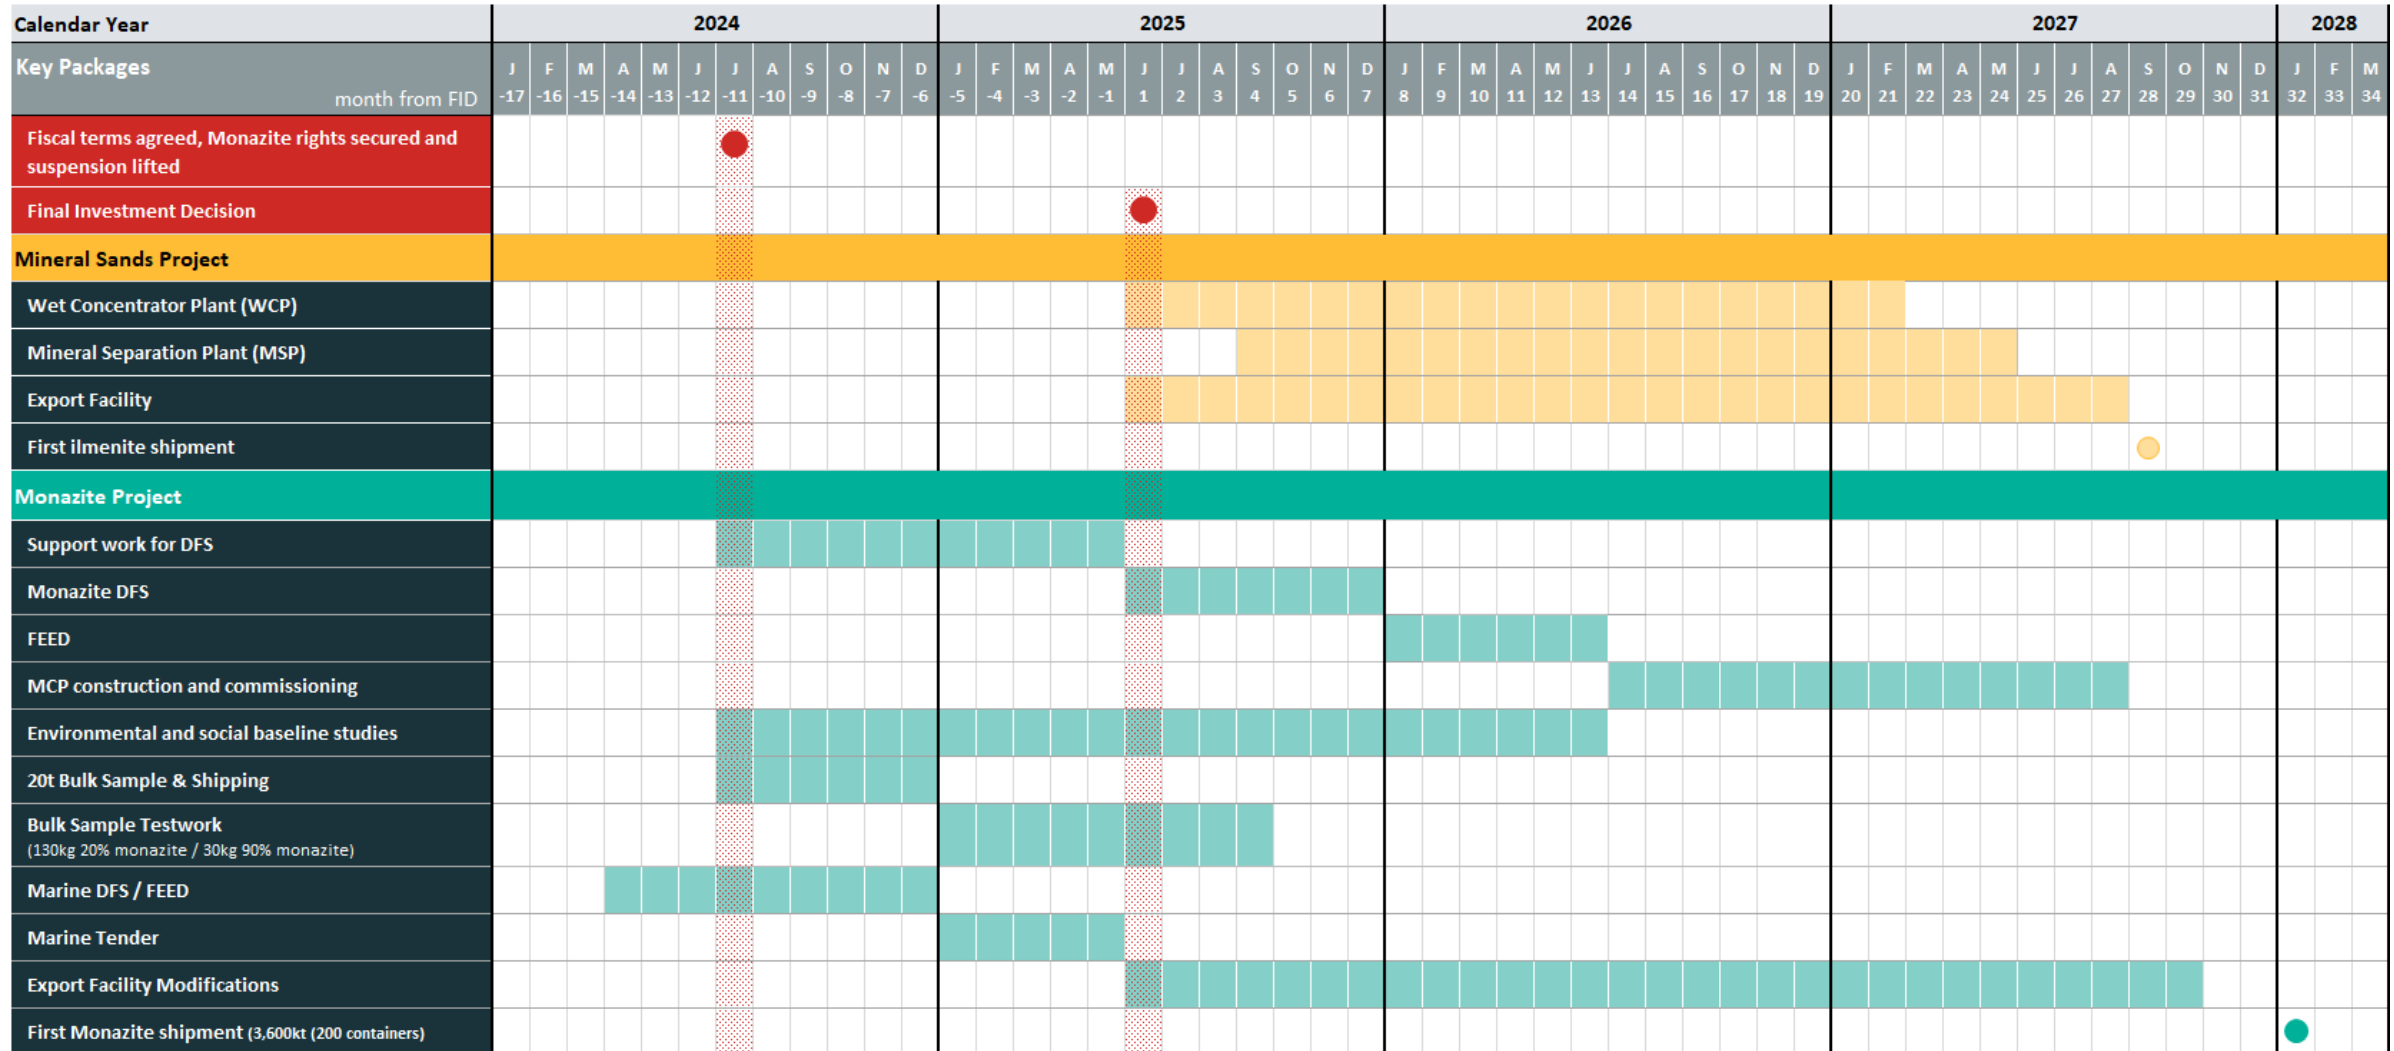 Calendar Year 2024 2025 2026 2027 2028
Key Packages J F M A M J J A S O N D J F M A M J J A S O N D J F M A M J J A S O N D J F M A M J J A S O N D J F M
month from FID -17 -16 -15 -14 -13 -12 -11 -10 -9 -8 -7 -6 -5 -4 -3 -2 -1 1 2 3 4 5 6 7 8 9 10 11 12 13 14 15 16 17 18 19 20 21 22 23 24 25 26 27 28 29 30 31 32 33 34
Fiscal terms agreed, Monazite rights secured and
suspension lifted
Final Investment Decision
Mineral Sands Project
Wet Concentrator Plant (WCP)
Mineral Separation Plant (MSP)
Export Facility
First ilmenite shipment
Monazite Project
Support work for DFS
Monazite DFS
FEED
MCP construction and commissioning
Environmental and social baseline studies
20t Bulk Sample & Shipping
Bulk Sample Testwork
(130kg 20% monazite / 30kg 90% monazite)
Marine DFS / FEED
Marine Tender
Export Facility Modifications
First Monazite shipment (3,600kt (200 containers)